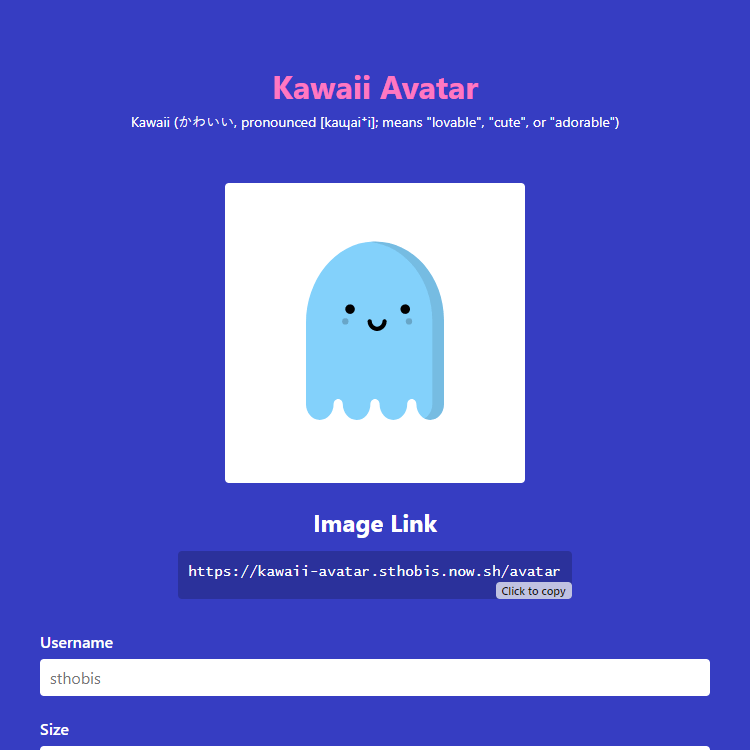 Kawaii Avatar
Kawaii (かわいい, pronounced [kaɰaiꜜi]; means "lovable", "cute", or "adorable")
Image Link
https://kawaii-avatar.sthobis.now.sh/avatar
Click to copy
Username
sthobis
Size